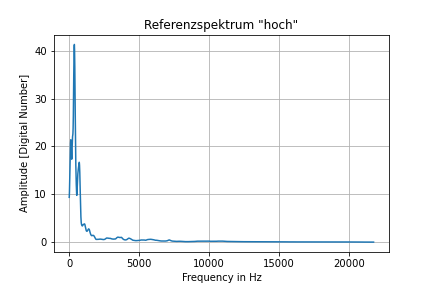 Referenzspektrum "hoch"
Amplitude [Digital Number]
40
30
20
10
0
0 5000 10000 15000 20000
Frequency in Hz